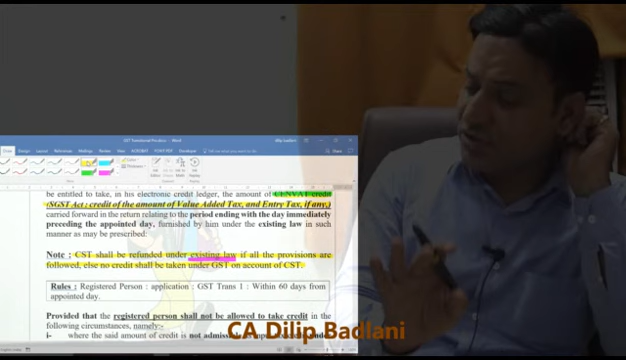 GST Transitional Provision - Word
be entitled to take, in his electronic credit ledger, the amount of CENVAT credit
(SGST Act : credit of the amount of Value Added Tax, and Entry Tax, if any,)
carried forward in the return relating to the period ending with the day immediately
preceding the appointed day, furnished by him under the existing law in such
manner as may be prescribed:
Note : CST shall be refunded under existing law if all the provisions are
followed, else no credit shall be taken under GST on account of CST.
Rules : Registered Person : application : GST Trans 1 : Within 60 days from
appointed day.
Provided that the registered person shall not be allowed to take credit in the
following circumstances, namely:-
i- where the said amount of credit is not
CA Dilip Badlani